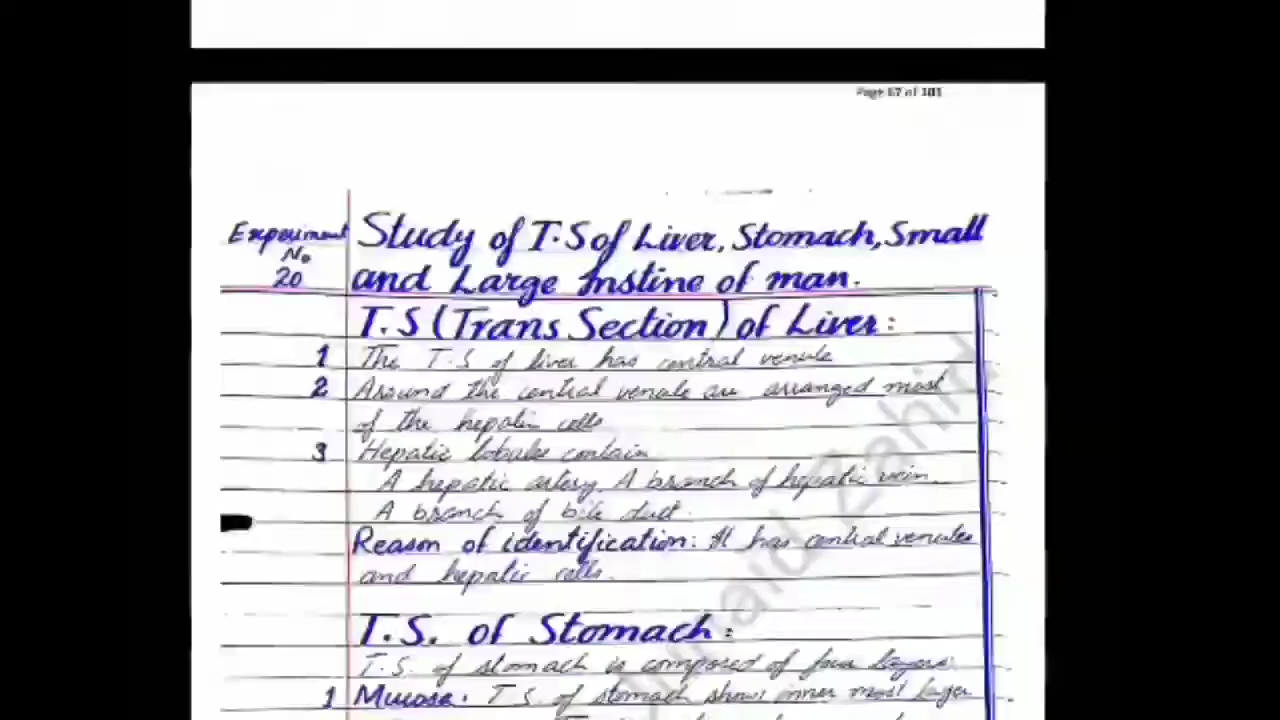 Page 67 of 101
Experiment
No
20
Study of T.S of Liver, Stomach, Small
and Large Instine of man.
T.S (Trans Section) of Liver:
1 The T.S of liver has central venule
2 Around the central venule are arranged most
of the hepatic cells
3 Hepatic lobules contain
A hepatic artery. A branch of hepatic vein.
A branch of bile duct.
Reason of identification: It has central venules
and hepatic cells.
T.S. of Stomach:
T.S. of stomach is composed of four layers.
1 Mucosa. T.S. of stomach shows inner most layer
Zahid